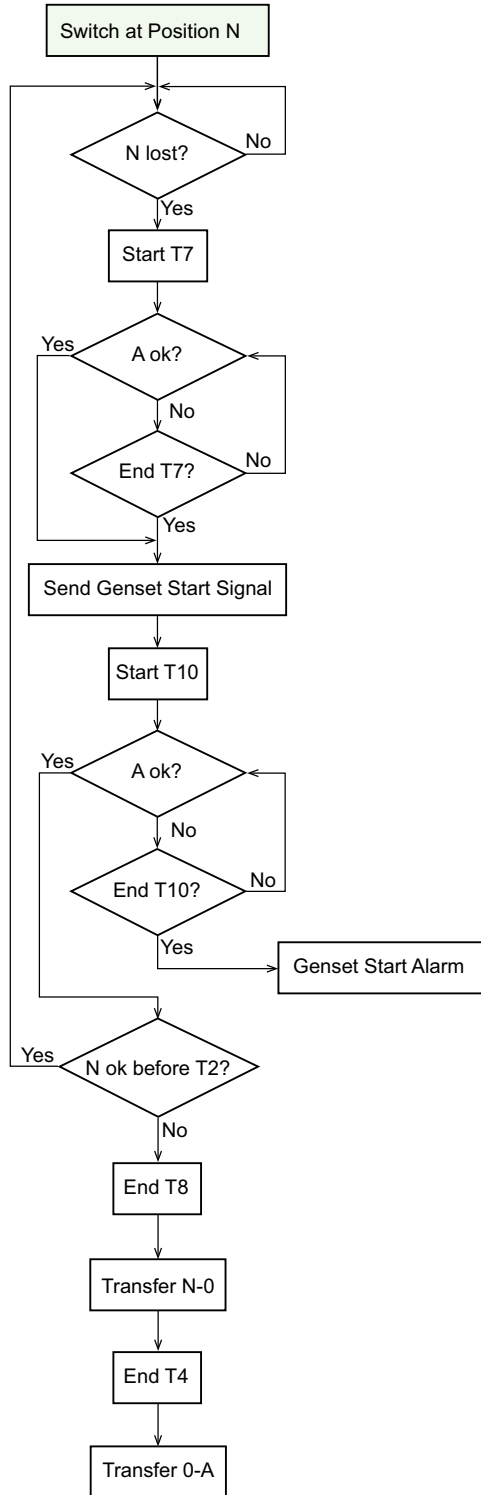 Switch at Position N
N lost?
No
Yes
Start T7
Yes
A ok?
No
End T7?
No
Yes
Send Genset Start Signal
Start T10
Yes
A ok?
No
End T10?
No
Yes
Genset Start Alarm
Yes
N ok before T2?
No
End T8
Transfer N-0
End T4
Transfer 0-A